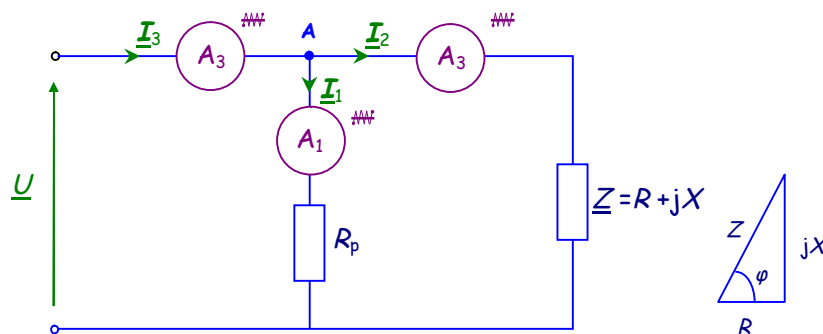 I3
A3
A
I2
A3
I1
A1
U
Rp
Z = R + jX
Z
jX
φ
R